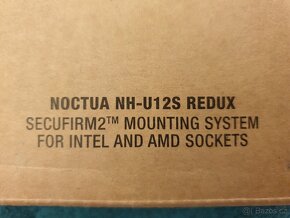 NOCTUA NH-U12S REDUX
SECUFIRM2™ MOUNTING SYSTEM
FOR INTEL AND AMD SOCKETS